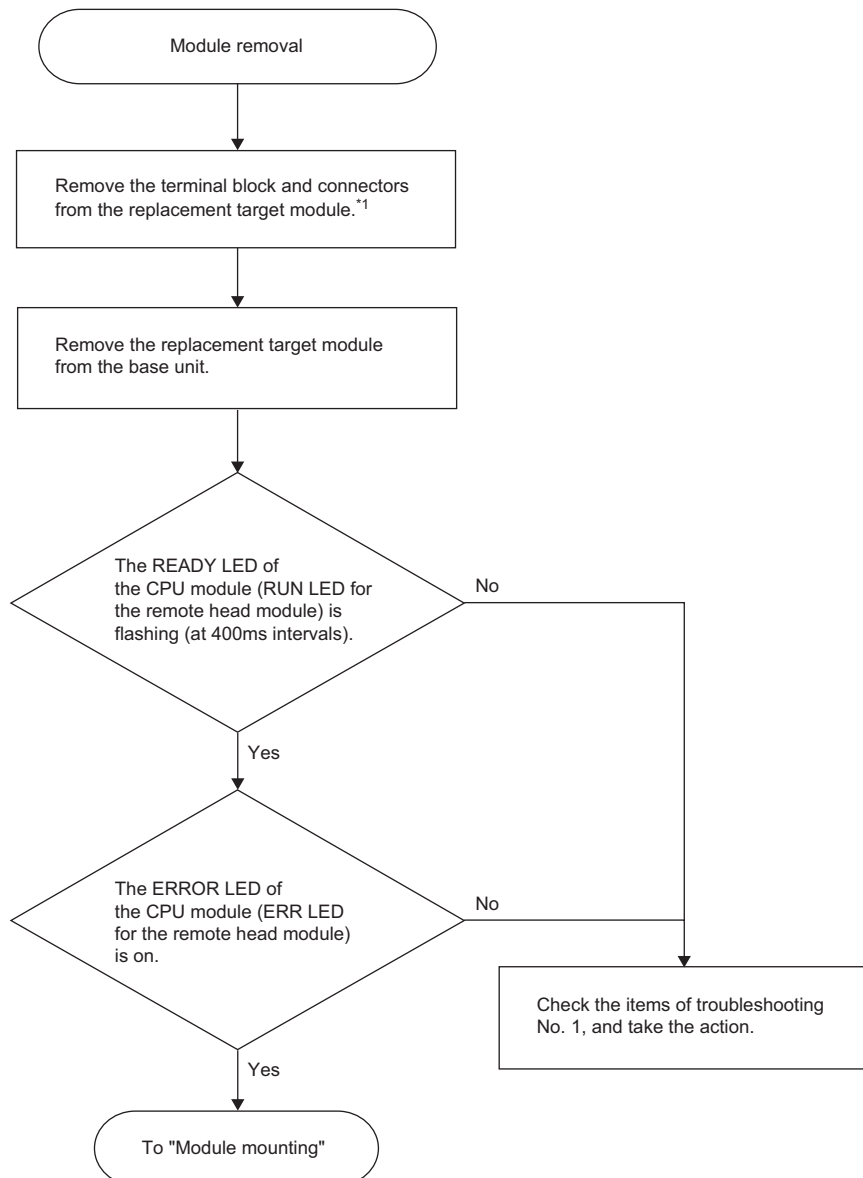 Module removal
Remove the terminal block and connectors
from the replacement target module.*1
Remove the replacement target module
from the base unit.
The READY LED of
the CPU module (RUN LED for
the remote head module) is
flashing (at 400ms intervals).
No
Yes
The ERROR LED of
the CPU module (ERR LED
for the remote head module)
is on.
No
Check the items of troubleshooting
No. 1, and take the action.
Yes
To "Module mounting"